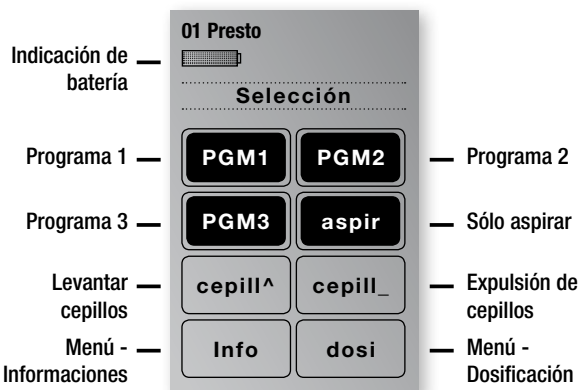 01 Presto
Indicación de
batería
Selección
Programa 1
PGM1
PGM2
Programa 2
Programa 3
PGM3
aspir
Sólo aspirar
Levantar
cepillos
cepill^
cepill_
Expulsión de
cepillos
Menú -
Informaciones
Info
dosi
Menú -
Dosificación